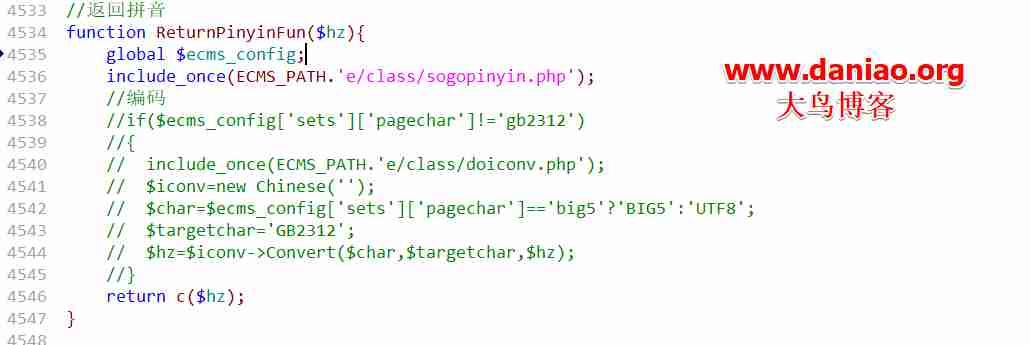 4533 //返回拼音
4534 function ReturnPinyinFun($hz){
4535     global $ecms_config;
4536     include_once(ECMS_PATH.'e/class/sogopinyin.php');
4537     //编码
4538     //if($ecms_config['sets']['pagechar']!='gb2312')
4539     //{
4540     //  include_once(ECMS_PATH.'e/class/doiconv.php');
4541     //  $iconv=new Chinese('');
4542     //  $char=$ecms_config['sets']['pagechar']=='big5'?'BIG5':'UTF8';
4543     //  $targetchar='GB2312';
4544     //  $hz=$iconv->Convert($char,$targetchar,$hz);
4545     //}
4546     return c($hz);
4547 }
4548
www.daniao.org
大鸟博客